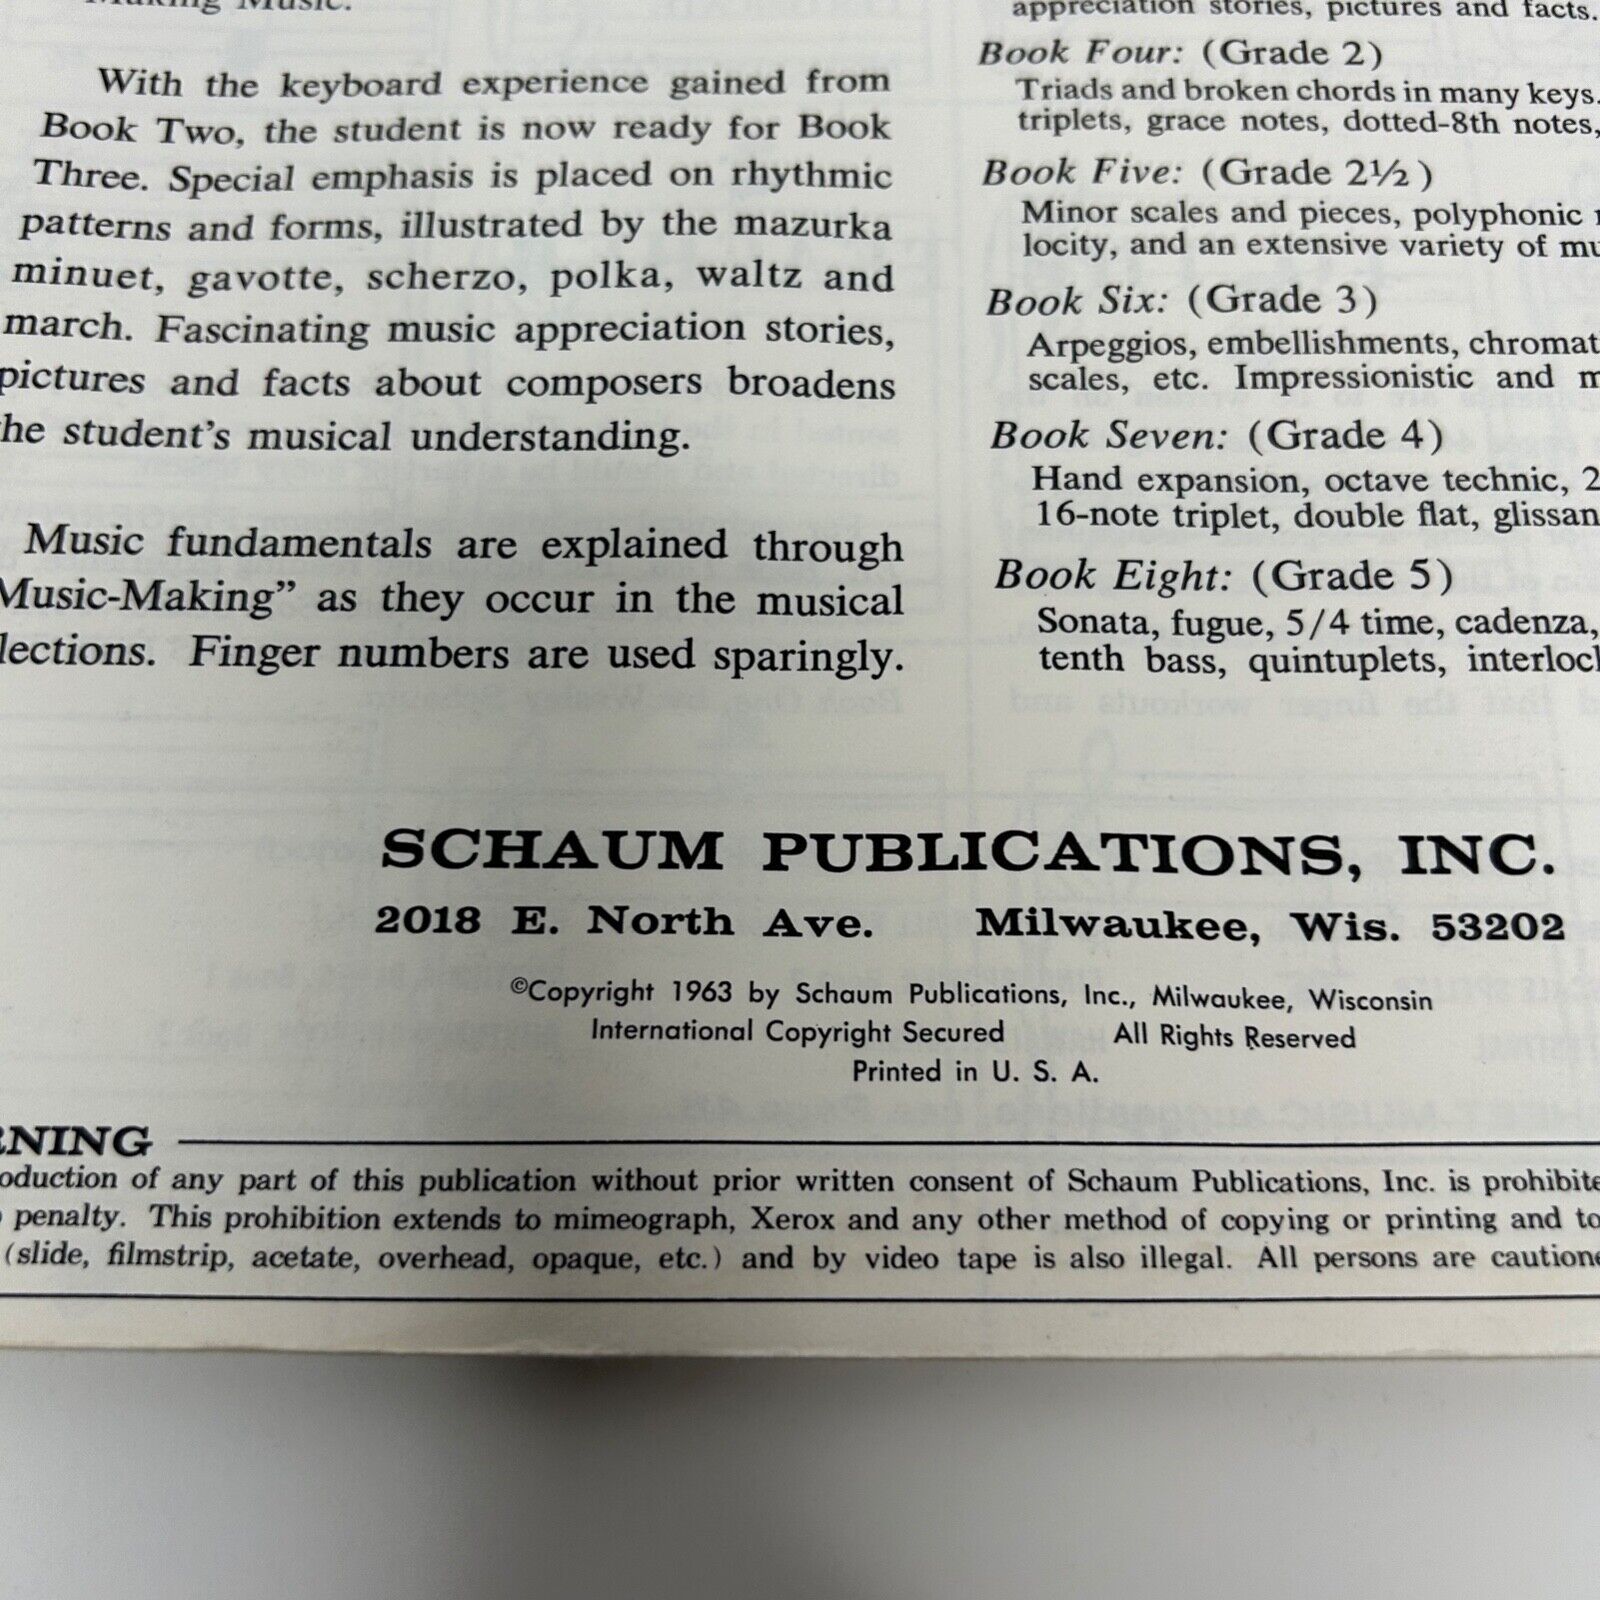 Making Music.
With the keyboard experience gained from
Book Two, the student is now ready for Book
Three. Special emphasis is placed on rhythmic
patterns and forms, illustrated by the mazurka
minuet, gavotte, scherzo, polka, waltz and
march. Fascinating music appreciation stories,
pictures and facts about composers broadens
the student's musical understanding.
Music fundamentals are explained through
Music-Making" as they occur in the musical
lections. Finger numbers are used sparingly.
appreciation stories, pictures and facts.
Book Four: (Grade 2)
Triads and broken chords in many keys.
triplets, grace notes, dotted-8th notes,
Book Five: (Grade 2½)
Minor scales and pieces, polyphonic
locity, and an extensive variety of mu
Book Six: (Grade 3)
Arpeggios, embellishments, chromat
scales, etc. Impressionistic and m
Book Seven: (Grade 4)
Hand expansion, octave technic, 2
16-note triplet, double flat, glissan
Book Eight: (Grade 5)
Sonata, fugue, 5/4 time, cadenza,
tenth bass, quintuplets, interlock
SCHAUM PUBLICATIONS, INC.
2018 E. North Ave. Milwaukee, Wis. 53202
©Copyright 1963 by Schaum Publications, Inc., Milwaukee, Wisconsin
International Copyright Secured All Rights Reserved
Printed in U. S. A.
RNING
oduction of any part of this publication without prior written consent of Schaum Publications, Inc. is prohibite
penalty. This prohibition extends to mimeograph, Xerox and any other method of copying or printing and to
(slide, filmstrip, acetate, overhead, opaque, etc.) and by video tape is also illegal. All persons are cautione